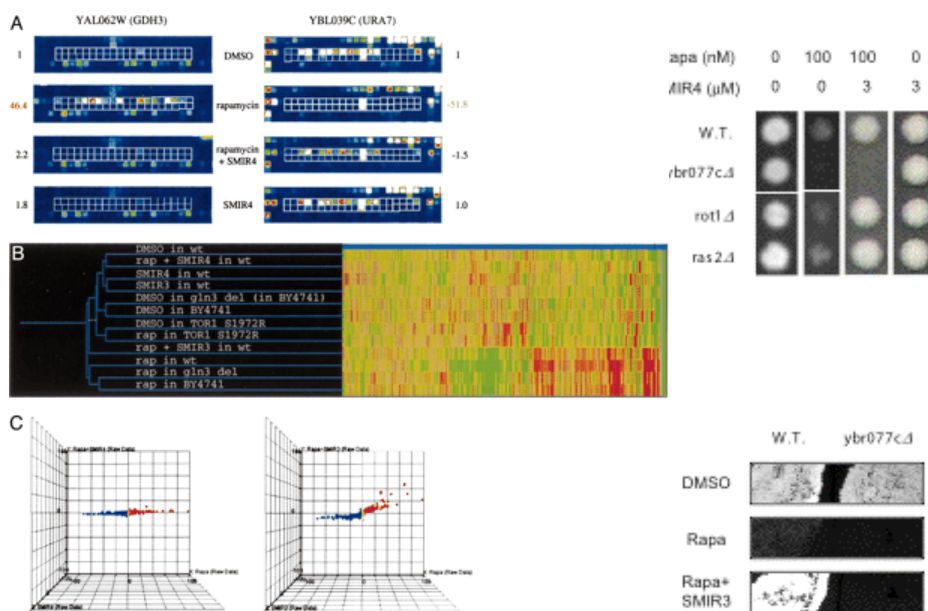 A
YAL062W (GDH3)
YBL039C (URA7)
1
DMSO
1
46.4
rapamycin
-51.8
2.2
rapamycin
+ SMIR4
-1.5
1.8
SMIR4
1.0
apa (nM) 0 100 100 0
MIR4 (μM) 0 0 3 3
W.T.
ybr077cΔ
rot1Δ
ras2Δ
B
DMSO in wt
rap + SMIR4 in wt
SMIR4 in wt
SMIR3 in wt
DMSO in gln3 del (in BY4741)
DMSO in BY4741
DMSO in TOR1 S1972R
rap in TOR1 S1972R
rap + SMIR3 in wt
rap in wt
rap in gln3 del
rap in BY4741
C
W.T. ybr077cΔ
DMSO
Rapa
Rapa+
SMIR3